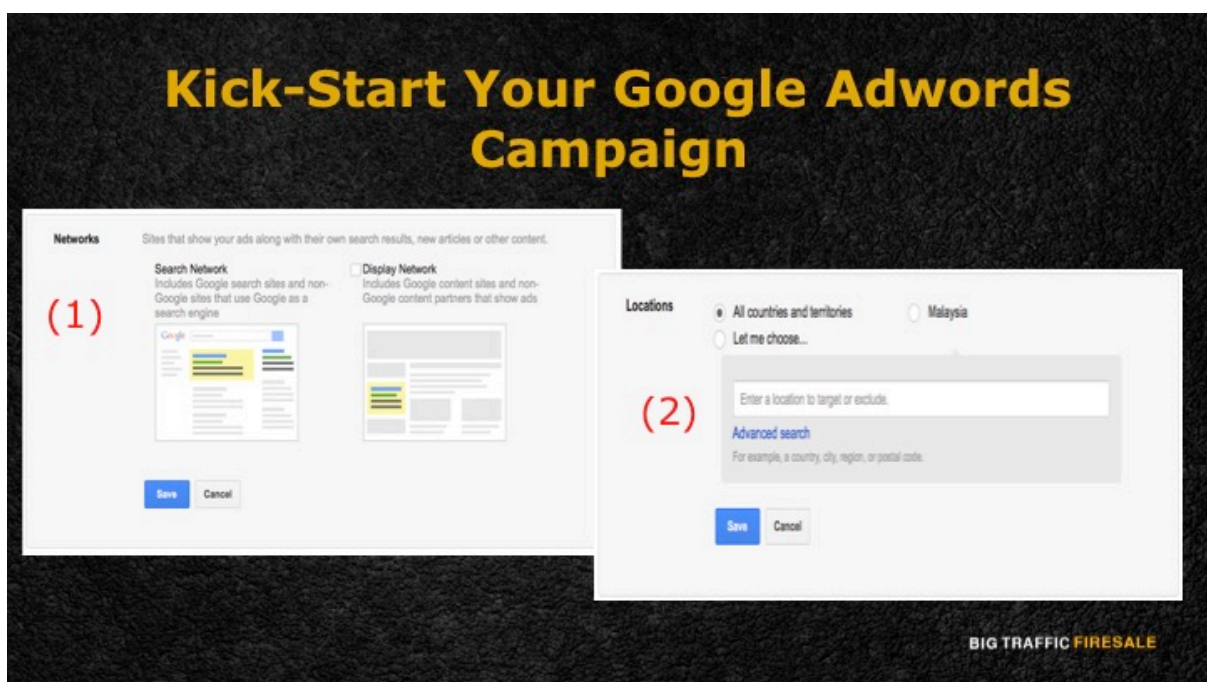 Kick-Start Your Google Adwords
Campaign
Networks
Sites that show your ads along with their own search results, new articles or other content.
Search Network
Includes Google search sites and non-
Google sites that use Google as a
search engine
Display Network
Includes Google content sites and non-
Google content partners that show ads
(1)
Google
Save
Cancel
Locations
All countries and territories
Malaysia
Let me choose...
(2)
Enter a location to target or exclude.
Advanced search
For example, a country, city, region, or postal code.
Save
Cancel
BIG TRAFFIC FIRESALE